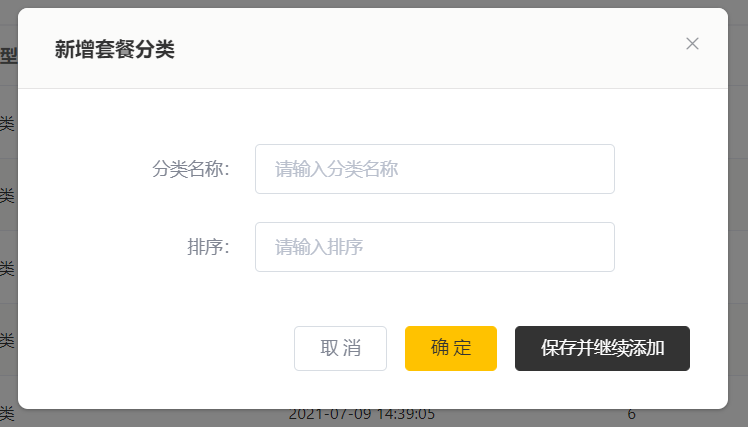 新增套餐分类
型
类
分类名称：
请输入分类名称
类
排序：
请输入排序
类
取 消
确 定
保存并继续添加
类
类
2021-07-09 14:39:05
6